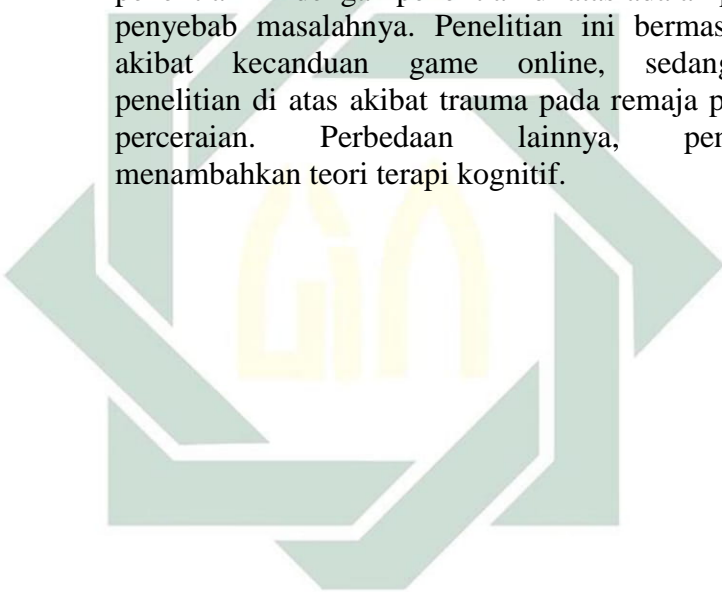 penyebab masalahnya. Penelitian ini bermas
akibat kecanduan game online, sedang
penelitian di atas akibat trauma pada remaja p
perceraian. Perbedaan lainnya, pen
menambahkan teori terapi kognitif.